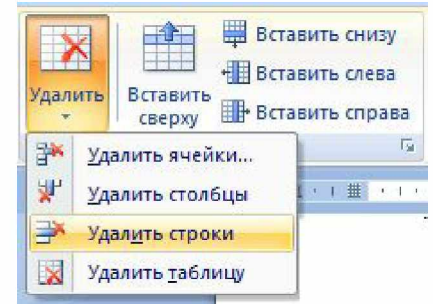 Удалить
Вставить
сверху
Вставить снизу
Вставить слева
Вставить справа
Удалить ячейки...
Удалить столбцы
Удалить строки
Удалить таблицу